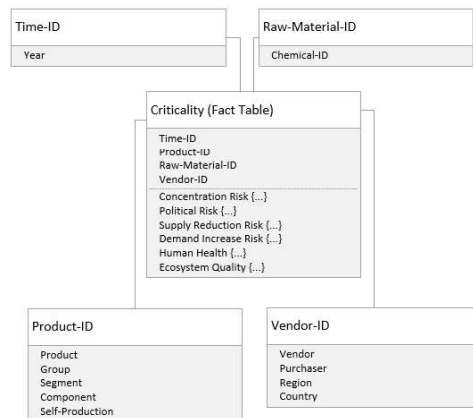 Time-ID
Year
Raw-Material-ID
Chemical-ID
Criticality (Fact Table)
Time-ID
Product-ID
Raw-Material-ID
Vendor-ID
Concentration Risk {...}
Political Risk {...}
Supply Reduction Risk {...}
Demand Increase Risk {...}
Human Health {...}
Ecosystem Quality {...}
Product-ID
Product
Group
Segment
Component
Self-Production
Vendor-ID
Vendor
Purchaser
Region
Country